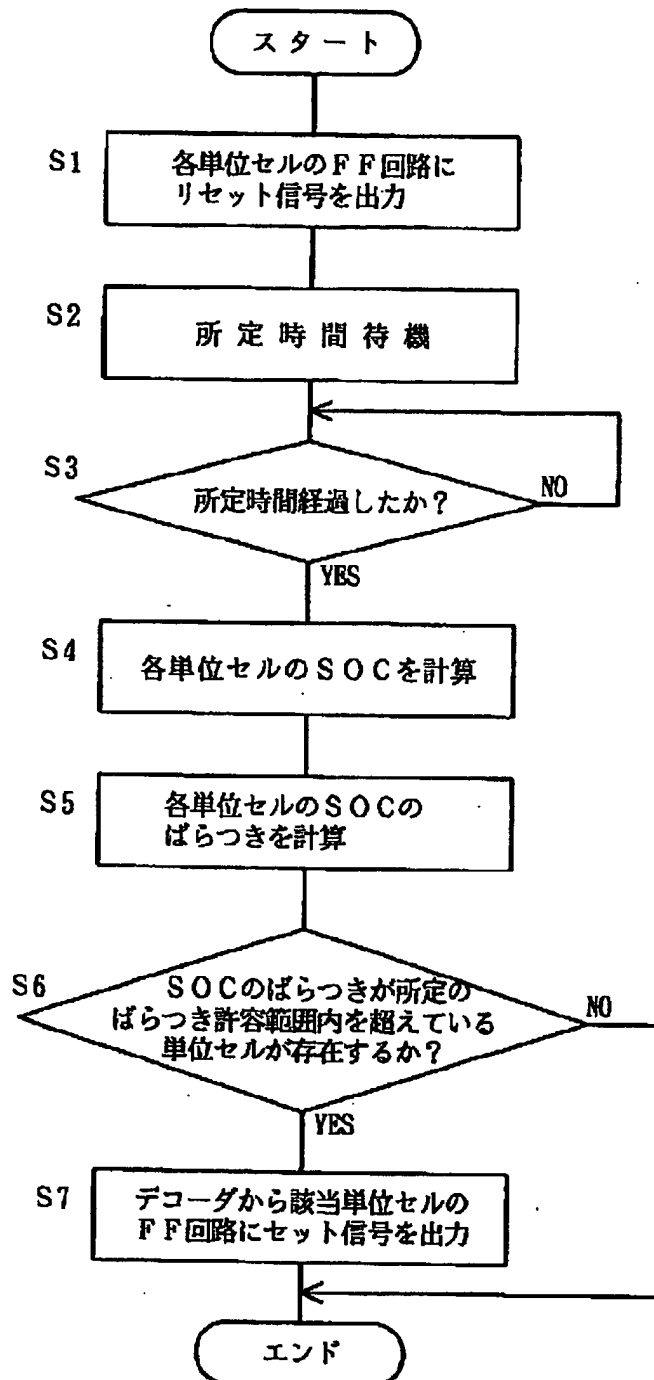 スタート
S1
各単位セルのFF回路に
リセット信号を出力
S2
所定時間待機
S3
所定時間経過したか?
NO
YES
S4
各単位セルのSOCを計算
S5
各単位セルのSOCの
ばらつきを計算
S6
SOCのばらつきが所定の
ばらつき許容範囲内を超えている
単位セルが存在するか?
NO
YES
S7
デコーダから該当単位セルの
FF回路にセット信号を出力
エンド